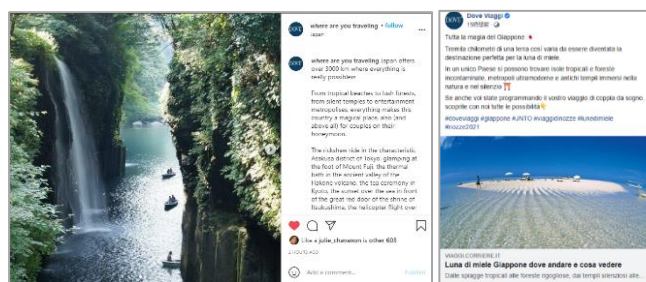 DOVE
where are you traveling • Follow
Japan
where are you traveling Japan offers
over 3000 km where everything is
really possible!
From tropical beaches to lush forests,
from silent temples to entertainment
metropolises, everything makes this
country a magical place, also (and
above all) for couples on their
honeymoon.
The rickshaw ride in the characteristic
Asakusa district of Tokyo, glamping at
the foot of Mount Fuji, the thermal
bath in the ancient valley of the
Hakone volcano, the tea ceremony in
Kyoto, the sunset over the sea in front
of the great red door of the shrine of
Itsukushima, the helicopter flight over
Like a julie_chameron is other 603
2 HOURS AGO
Add a comment...
DOVE
Dove Viaggi
Tutta la magia del Giappone
Tremila chilometri di una terra così varia da essere diventata la
destinazione perfetta per la luna di miele.
In un unico Paese si possono trovare isole tropicali e foreste
incontaminate, metropoli ultramoderne e antichi templi immersi nella
natura e nel silenzio
Se anche voi state programmando il vostro viaggio di coppia da sogno,
scoprite con noi tutte le possibilità
#doveviaggi #giappone #JNTO #viaggidinozze #lunedimiele
#nozze2021
VIAGGI.CORRIERE.IT
Luna di miele Giappone dove andare e cosa vedere
Dalle spiagge tropicali alle foreste rigogliose, dai templi silenziosi alle...